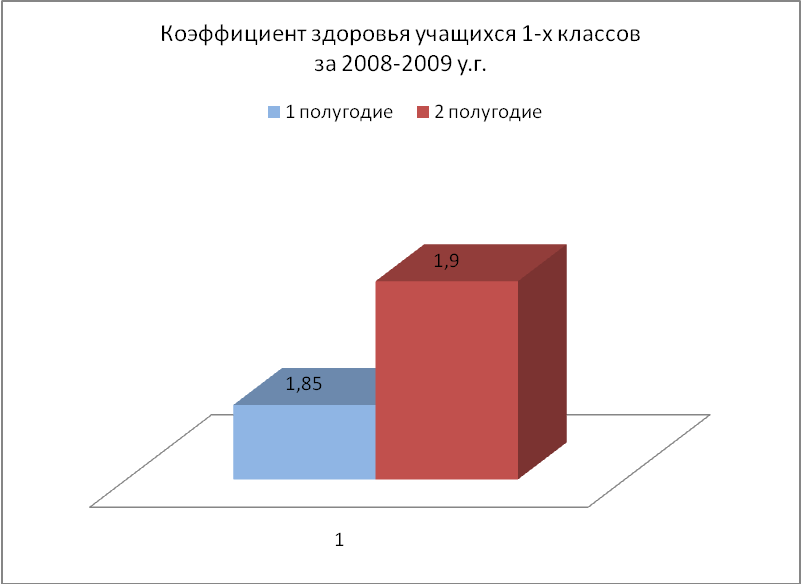 Коэффициент здоровья учащихся 1-х классов
за 2008-2009 у.г.
1 полугодие 2 полугодие
1,9
1,85
1